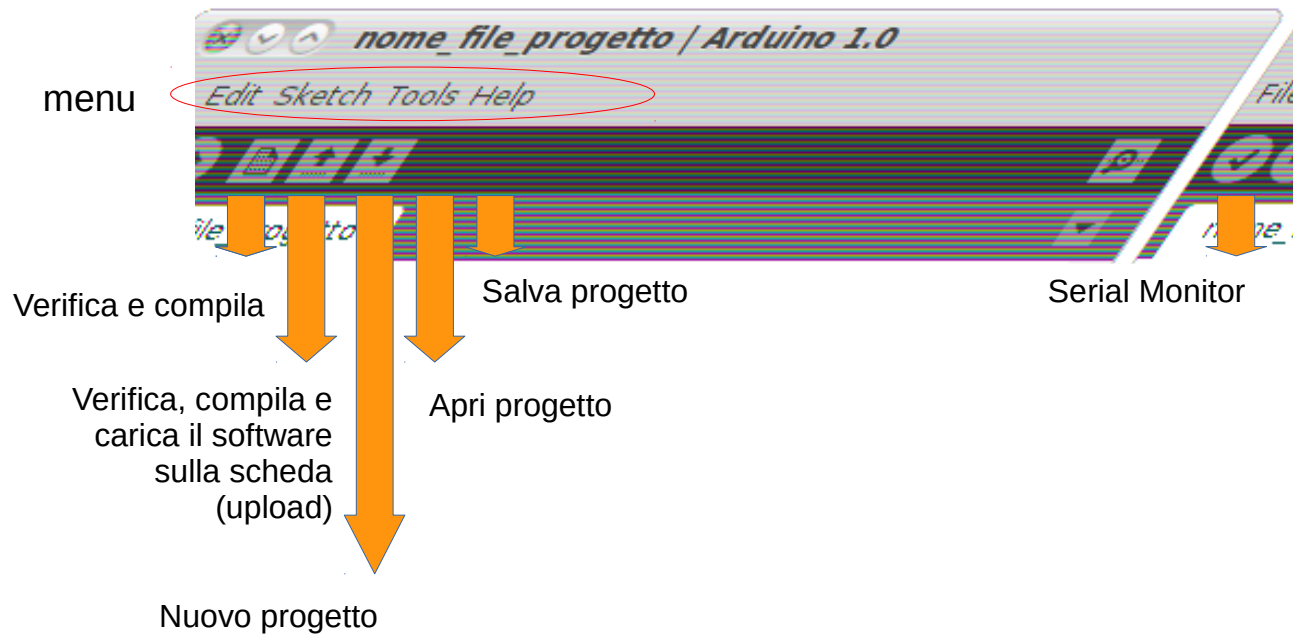 nome_file_progetto / Arduino 1.0
menu
Edit Sketch Tools Help
File
Verifica e compila
Salva progetto
Serial Monitor
Verifica, compila e
carica il software
sulla scheda
(upload)
Apri progetto
Nuovo progetto